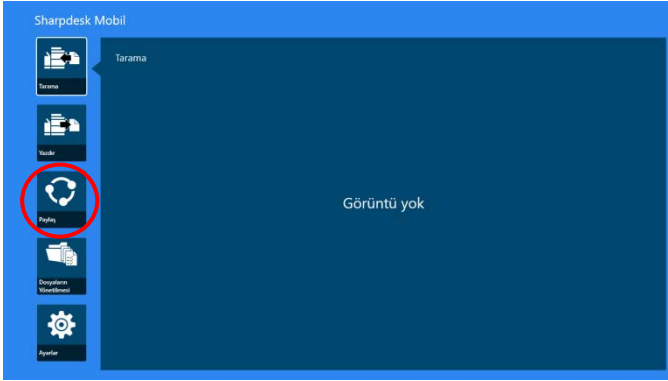 Sharpdesk Mobil
Tarama
Tarama
Yazdır
Görüntü yok
Paylaş
Dosyaların
Yönetilmesi
Ayarlar